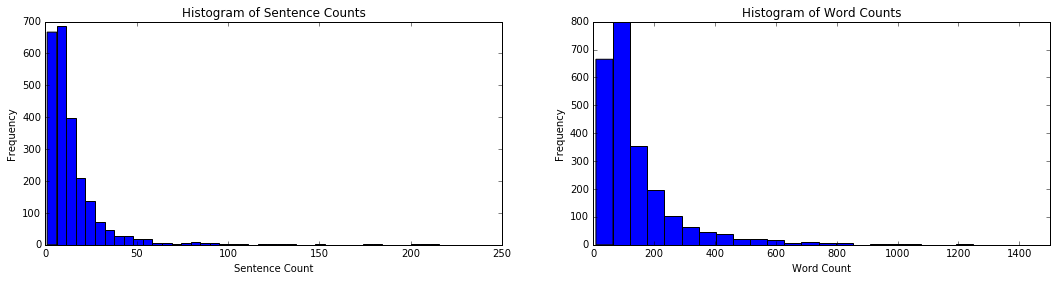 Histogram of Sentence Counts
700
600
500
400
300
200
100
0
Frequency
0 50 100 150 200 250
Sentence Count
Histogram of Word Counts
800
700
600
500
400
300
200
100
0
Frequency
0 200 400 600 800 1000 1200 1400
Word Count